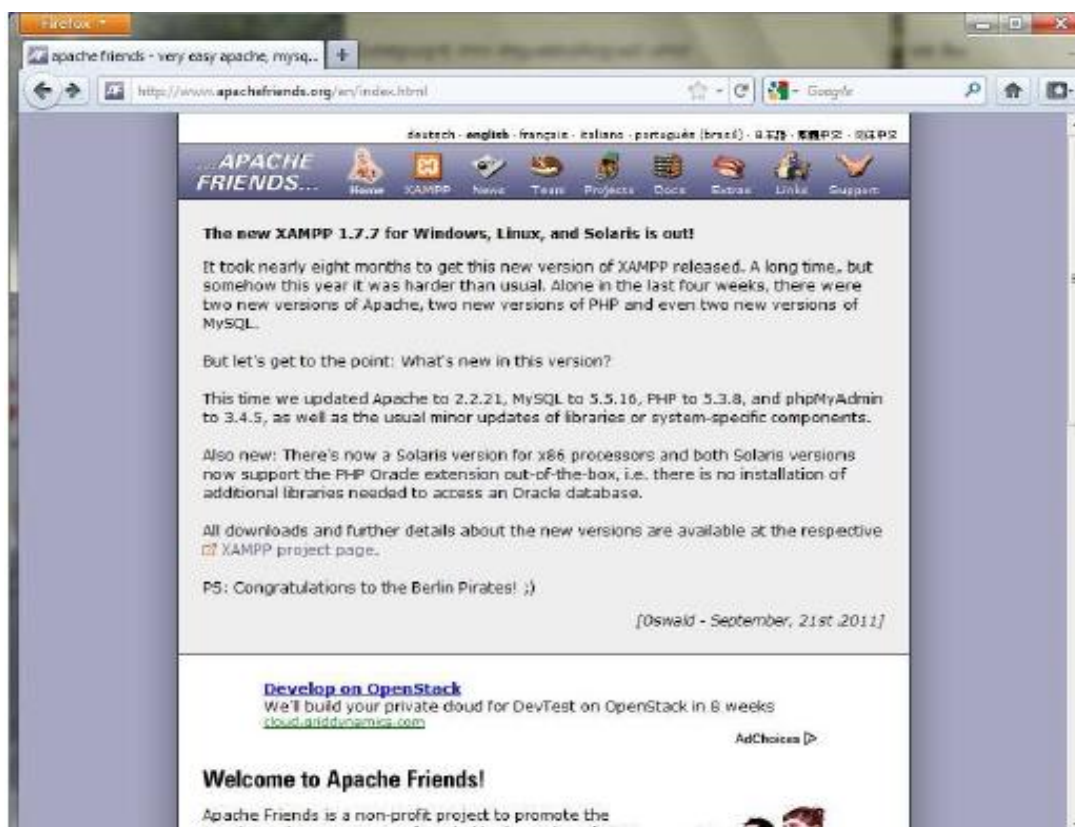 Firefox
apache friends - very easy apache, mysq...
http://www.apachefriends.org/en/index.html
Google
deutsch · english · français · italiano · português (brasil) · 日本語 · 繁體中文 · 简体中文
...APACHE
FRIENDS...
Home XAMPP News Team Projects Docs Extras Links Support
The new XAMPP 1.7.7 for Windows, Linux, and Solaris is out!
It took nearly eight months to get this new version of XAMPP released. A long time, but
somehow this year it was harder than usual. Alone in the last four weeks, there were
two new versions of Apache, two new versions of PHP and even two new versions of
MySQL.
But let's get to the point: What's new in this version?
This time we updated Apache to 2.2.21, MySQL to 5.5.16, PHP to 5.3.8, and phpMyAdmin
to 3.4.5, as well as the usual minor updates of libraries or system-specific components.
Also new: There's now a Solaris version for x86 processors and both Solaris versions
now support the PHP Oracle extension out-of-the-box, i.e. there is no installation of
additional libraries needed to access an Oracle database.
All downloads and further details about the new versions are available at the respective
XAMPP project page.
PS: Congratulations to the Berlin Pirates! ;)
[Oswald - September, 21st 2011]
Develop on OpenStack
We'll build your private cloud for DevTest on OpenStack in 8 weeks
cloud.griddynamics.com
AdChoices
Welcome to Apache Friends!
Apache Friends is a non-profit project to promote the